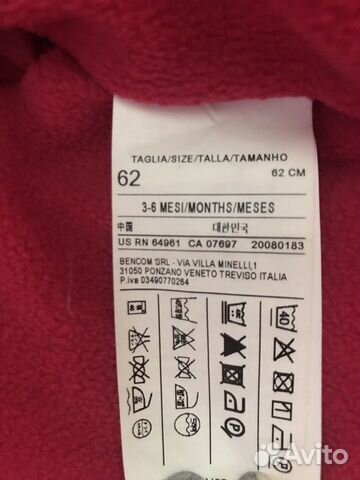 TAGLIA/SIZE/TALLA/TAMANHO
62 62 CM
3-6 MESI/MONTHS/MESES
中国 대한민국
US RN 64961 CA 07697 20080183
BENCOM SRL - VIA VILLA MINELLI,1
31050 PONZANO VENETO TREVISO ITALIA
P.iva 03490770264
40
Avito